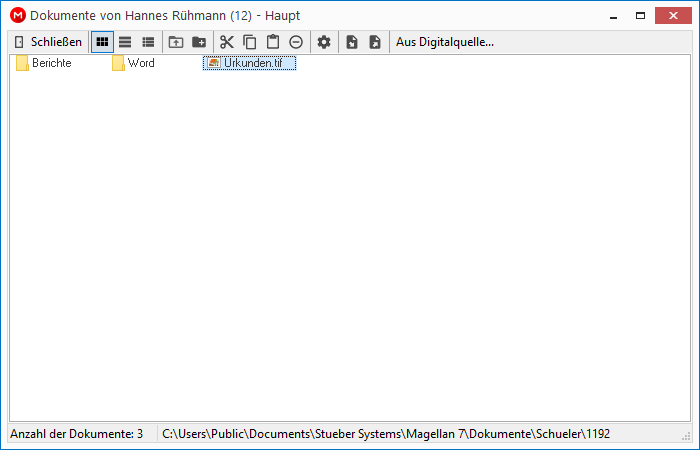 M Dokumente von Hannes Rühmann (12) - Haupt
Schließen Aus Digitalquelle...
Berichte Word Urkunden.tif
Anzahl der Dokumente: 3 C:\Users\Public\Documents\Stueber Systems\Magellan 7\Dokumente\Schueler\1192